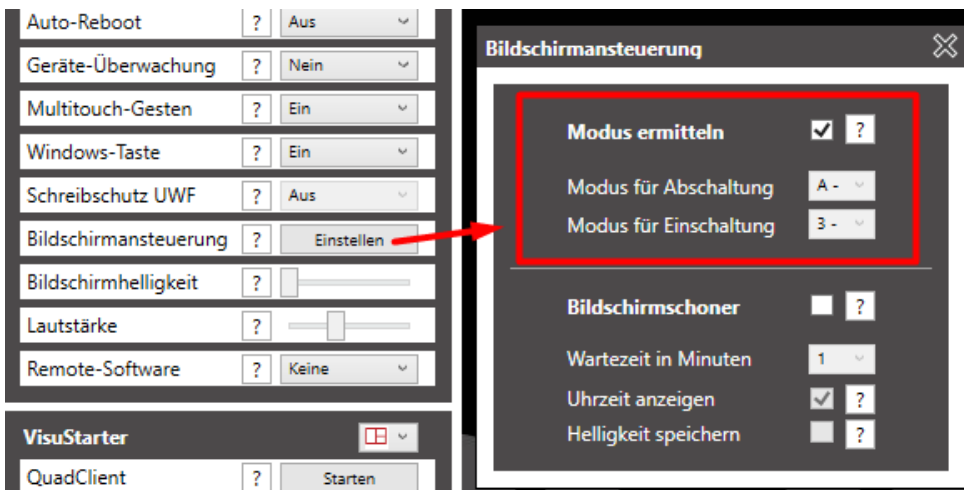 Auto-Reboot ? Aus
Geräte-Überwachung ? Nein
Multitouch-Gesten ? Ein
Windows-Taste ? Ein
Schreibschutz UWF ? Aus
Bildschirmansteuerung ? Einstellen
Bildschirmhelligkeit ?
Lautstärke ?
Remote-Software ? Keine
VisuStarter
QuadClient ? Starten
Bildschirmansteuerung
Modus ermitteln ?
Modus für Abschaltung A -
Modus für Einschaltung 3 -
Bildschirmschoner ?
Wartezeit in Minuten 1
Uhrzeit anzeigen ?
Helligkeit speichern ?